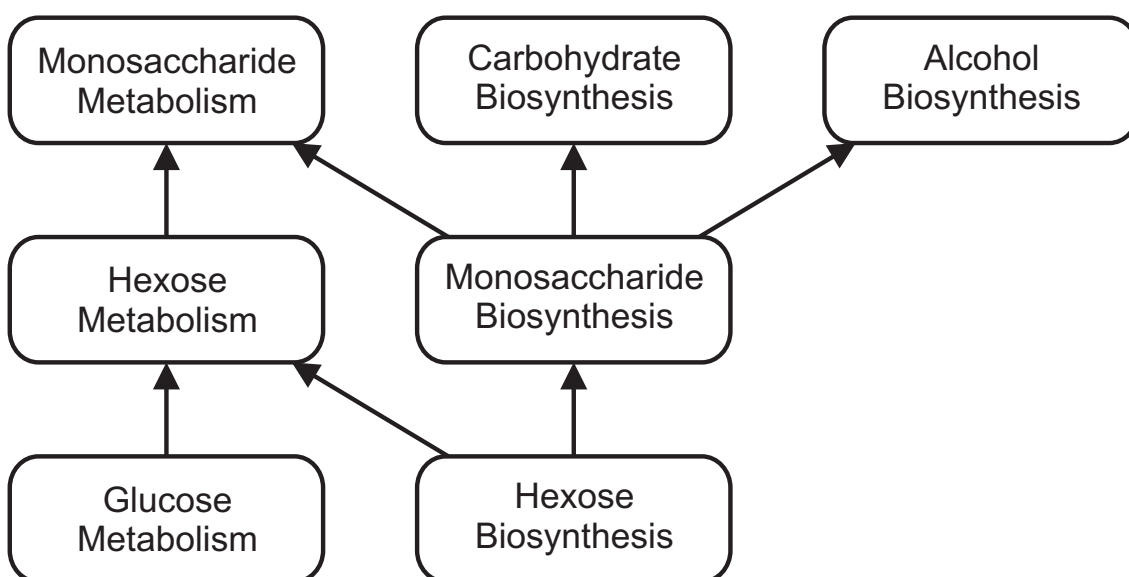 Monosaccharide
Metabolism
Carbohydrate
Biosynthesis
Alcohol
Biosynthesis
Hexose
Metabolism
Monosaccharide
Biosynthesis
Glucose
Metabolism
Hexose
Biosynthesis